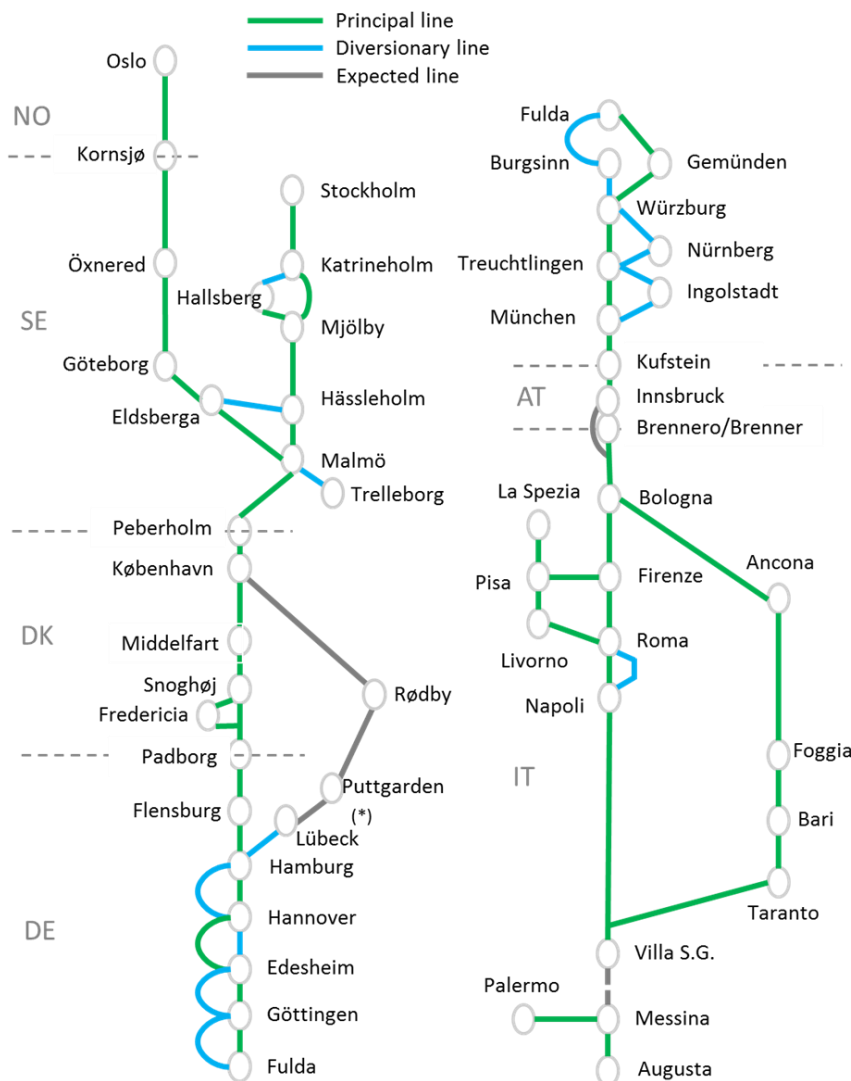 Principal line
Diversionary line
Expected line
Oslo
NO
Kornsjø
Stockholm
Öxnered
Katrineholm
Hallsberg
SE
Mjölby
Göteborg
Eldsberga
Hässleholm
Malmö
Trelleborg
Peberholm
København
DK
Middelfart
Snoghøj
Fredericia
Rødby
Padborg
Puttgarden
(*)
Flensburg
Lübeck
Hamburg
Hannover
DE
Edesheim
Göttingen
Fulda
Fulda
Burgsinn
Gemünden
Würzburg
Nürnberg
Treuchtlingen
Ingolstadt
München
Kufstein
AT
Innsbruck
Brennero/Brenner
La Spezia
Bologna
Ancona
Pisa
Firenze
Roma
Livorno
Napoli
IT
Foggia
Bari
Taranto
Villa S.G.
Palermo
Messina
Augusta